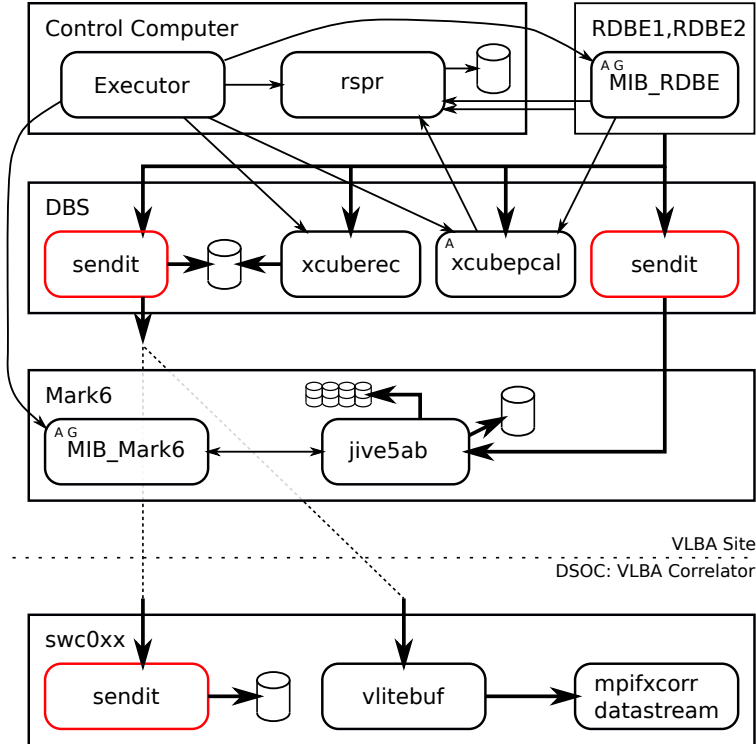 Control Computer
RDBE1,RDBE2
Executor
rspr
A G
MIB_RDBE
DBS
sendit
xcuberec
A
xcubepcal
sendit
Mark6
A G
MIB_Mark6
jive5ab
VLBA Site
DSOC: VLBA Correlator
swc0xx
sendit
vlitebuf
mpifxcorr
datastream